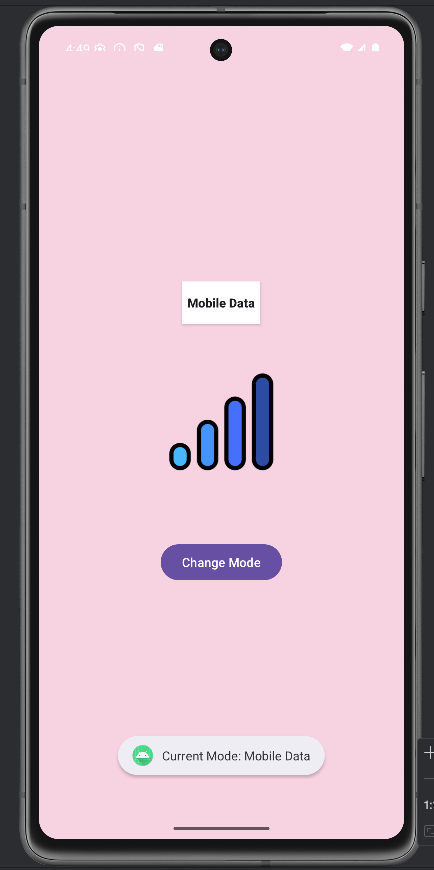 4:49
Mobile Data
Change Mode
Current Mode: Mobile Data